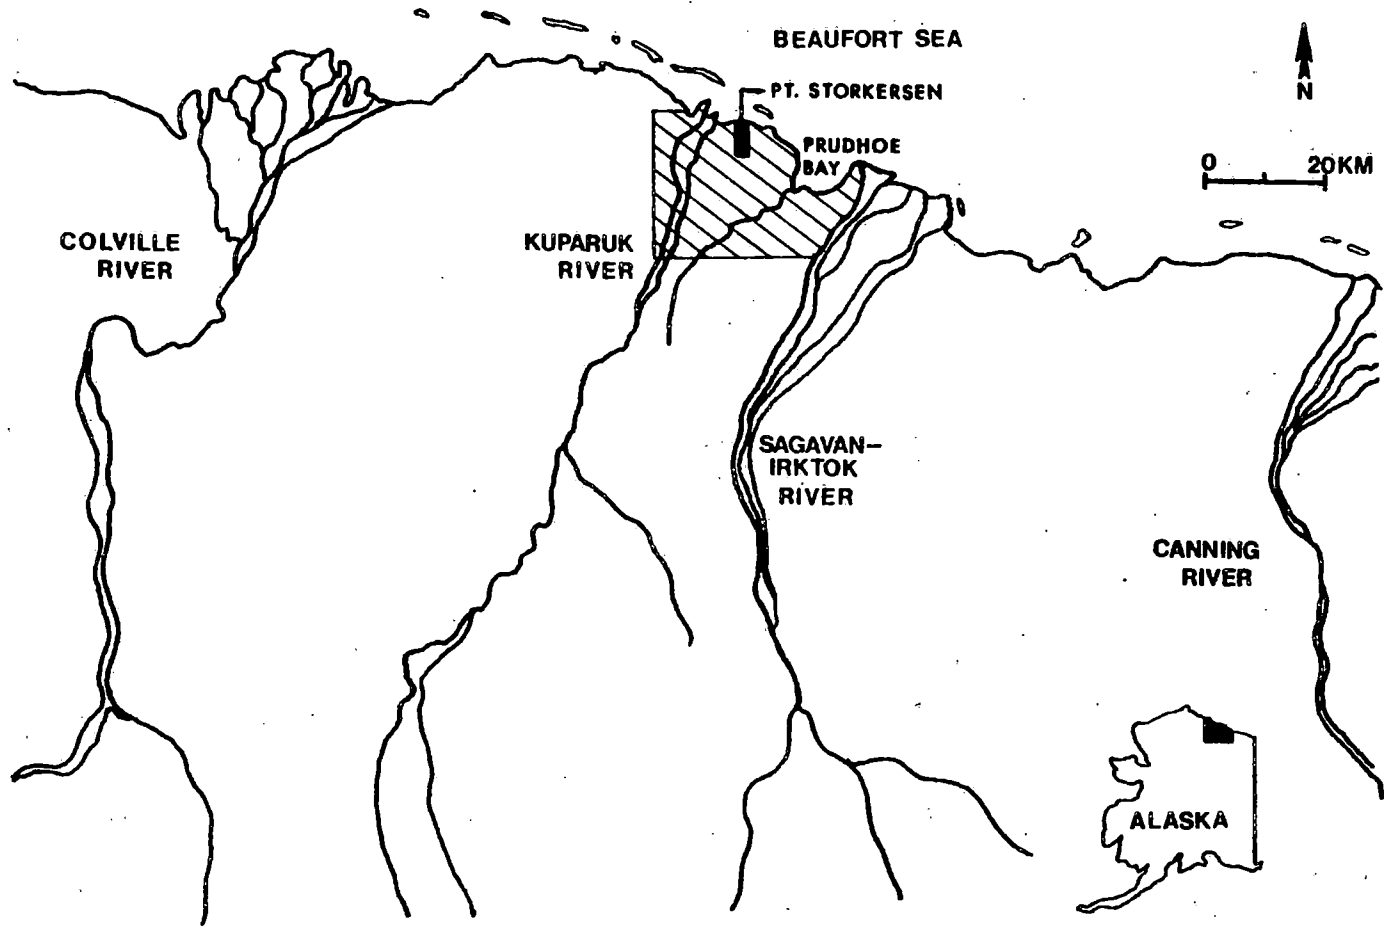 BEAUFORT SEA
PT. STORKERSEN
N
PRUDHOE
BAY
0 20KM
COLVILLE
RIVER
KUPARUK
RIVER
SAGAVAN–
IRKTOK
RIVER
CANNING
RIVER
ALASKA